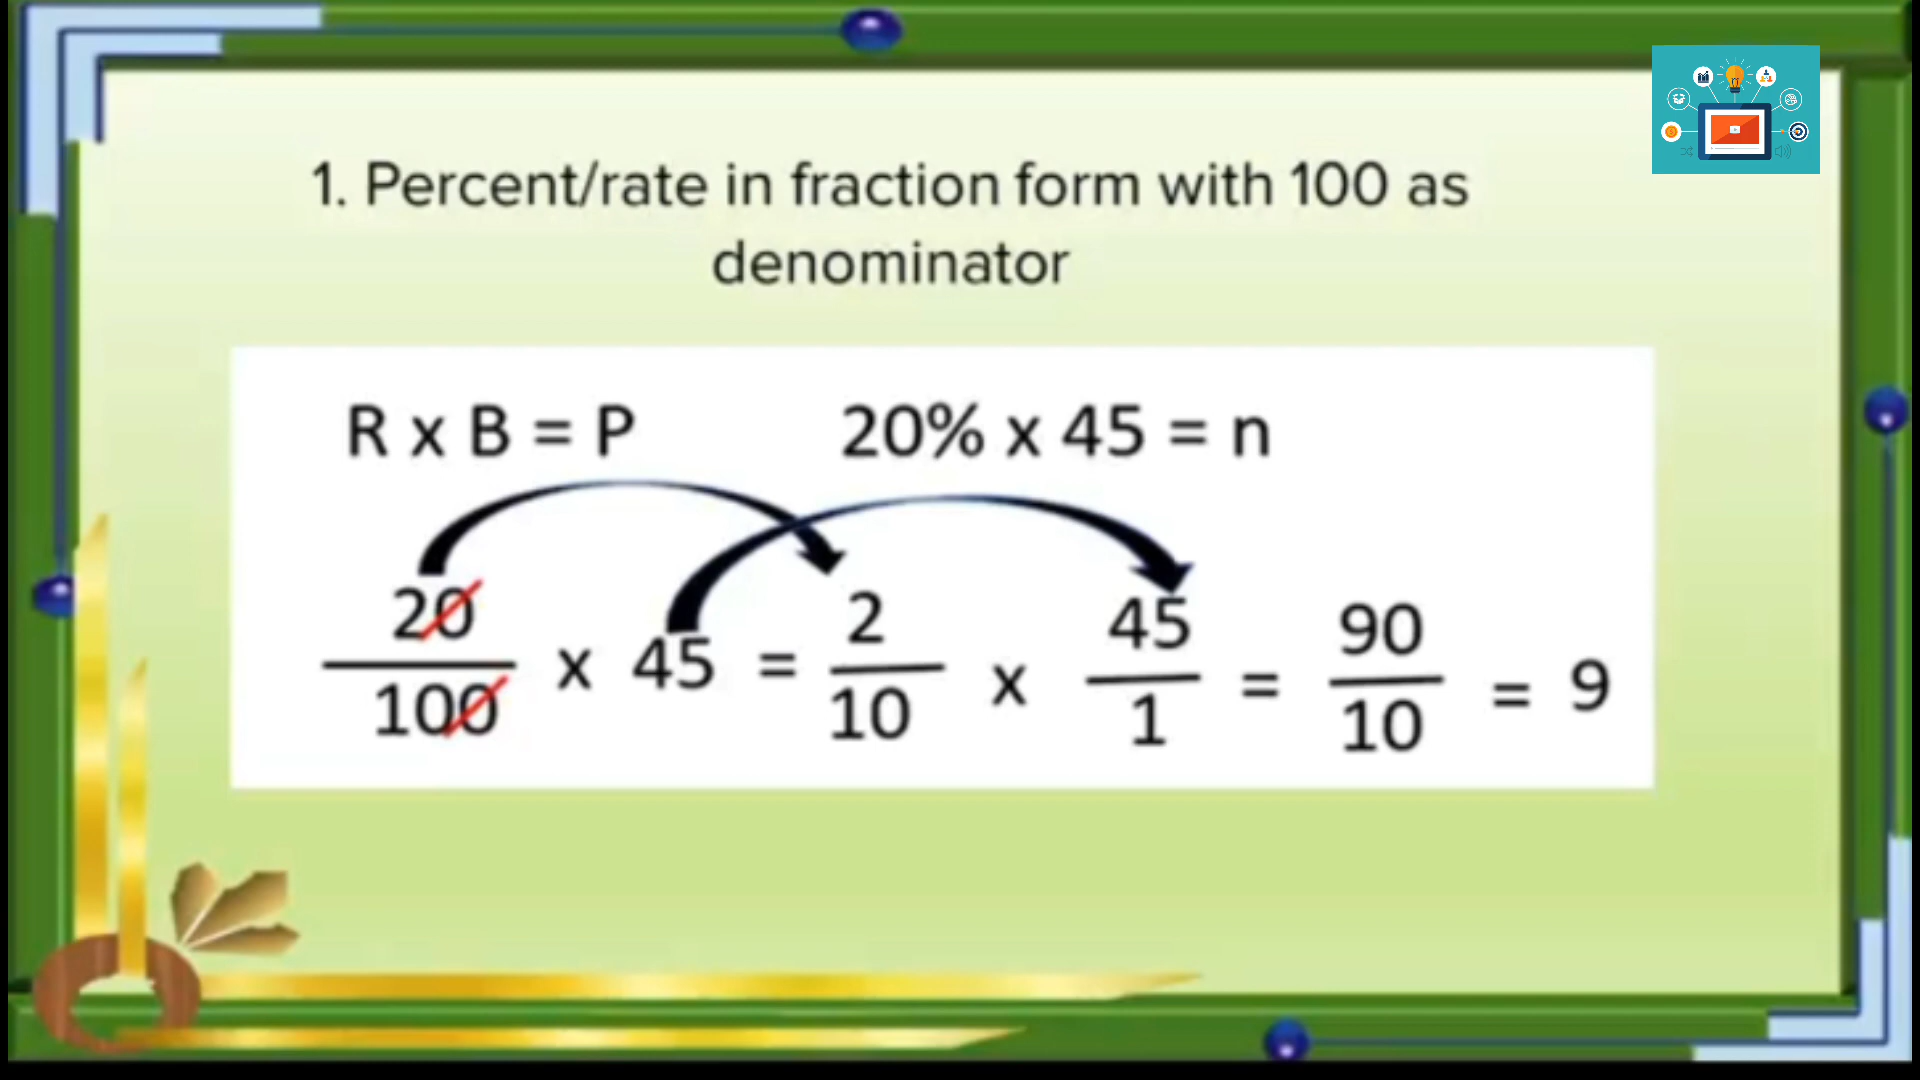 1. Percent/rate in fraction form with 100 as
denominator
R x B = P 20% x 45 = n
20/100 x 45 = 2/10 x 45/1 = 90/10 = 9